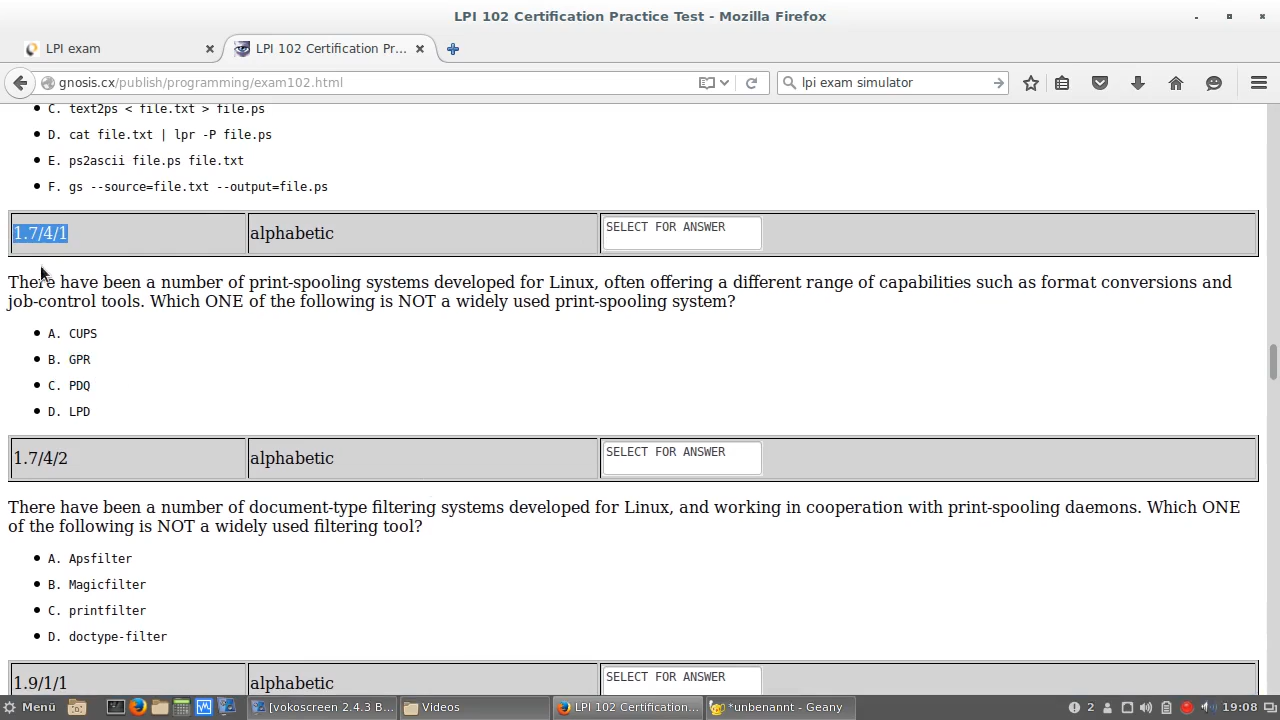 LPI 102 Certification Practice Test - Mozilla Firefox
LPI exam
LPI 102 Certification Pr...
gnosis.cx/publish/programming/exam102.html
lpi exam simulator
C. text2ps < file.txt > file.ps
D. cat file.txt | lpr -P file.ps
E. ps2ascii file.ps file.txt
F. gs --source=file.txt --output=file.ps
1.7/4/1 alphabetic SELECT FOR ANSWER
There have been a number of print-spooling systems developed for Linux, often offering a different range of capabilities such as format conversions and
job-control tools. Which ONE of the following is NOT a widely used print-spooling system?
A. CUPS
B. GPR
C. PDQ
D. LPD
1.7/4/2 alphabetic SELECT FOR ANSWER
There have been a number of document-type filtering systems developed for Linux, and working in cooperation with print-spooling daemons. Which ONE
of the following is NOT a widely used filtering tool?
A. Apsfilter
B. Magicfilter
C. printfilter
D. doctype-filter
1.9/1/1 alphabetic SELECT FOR ANSWER
Menü [vokoscreen 2.4.3 B... Videos LPI 102 Certification... *unbenannt - Geany 2 19:08